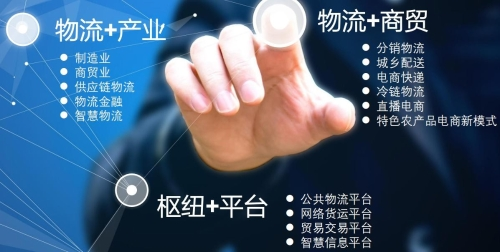 物流+产业
制造业
商贸业
供应链物流
物流金融
智慧物流
物流+商贸
分销物流
城乡配送
电商快递
冷链物流
直播电商
特色农产品电商新模式
枢纽+平台
公共物流平台
网络货运平台
贸易交易平台
智慧信息平台